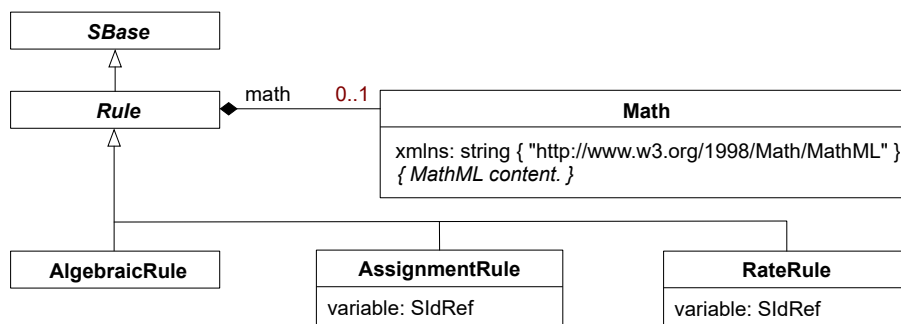 SBase
Rule
math
0..1
Math
xmlns: string { "http://www.w3.org/1998/Math/MathML" }
{ MathML content. }
AlgebraicRule
AssignmentRule
variable: SIdRef
RateRule
variable: SIdRef